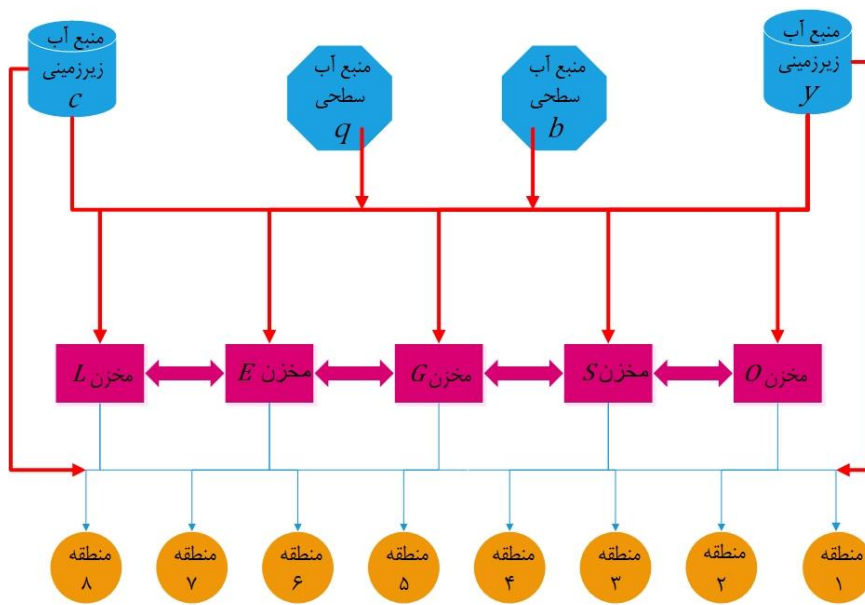 منبع آب
زیرزمینی
y
منبع آب
سطحی
b
منبع آب
سطحی
q
منبع آب
زیرزمینی
c
مخزن O
مخزن S
مخزن G
مخزن E
مخزن L
منطقه
۱
منطقه
۲
منطقه
۳
منطقه
۴
منطقه
۵
منطقه
۶
منطقه
۷
منطقه
۸